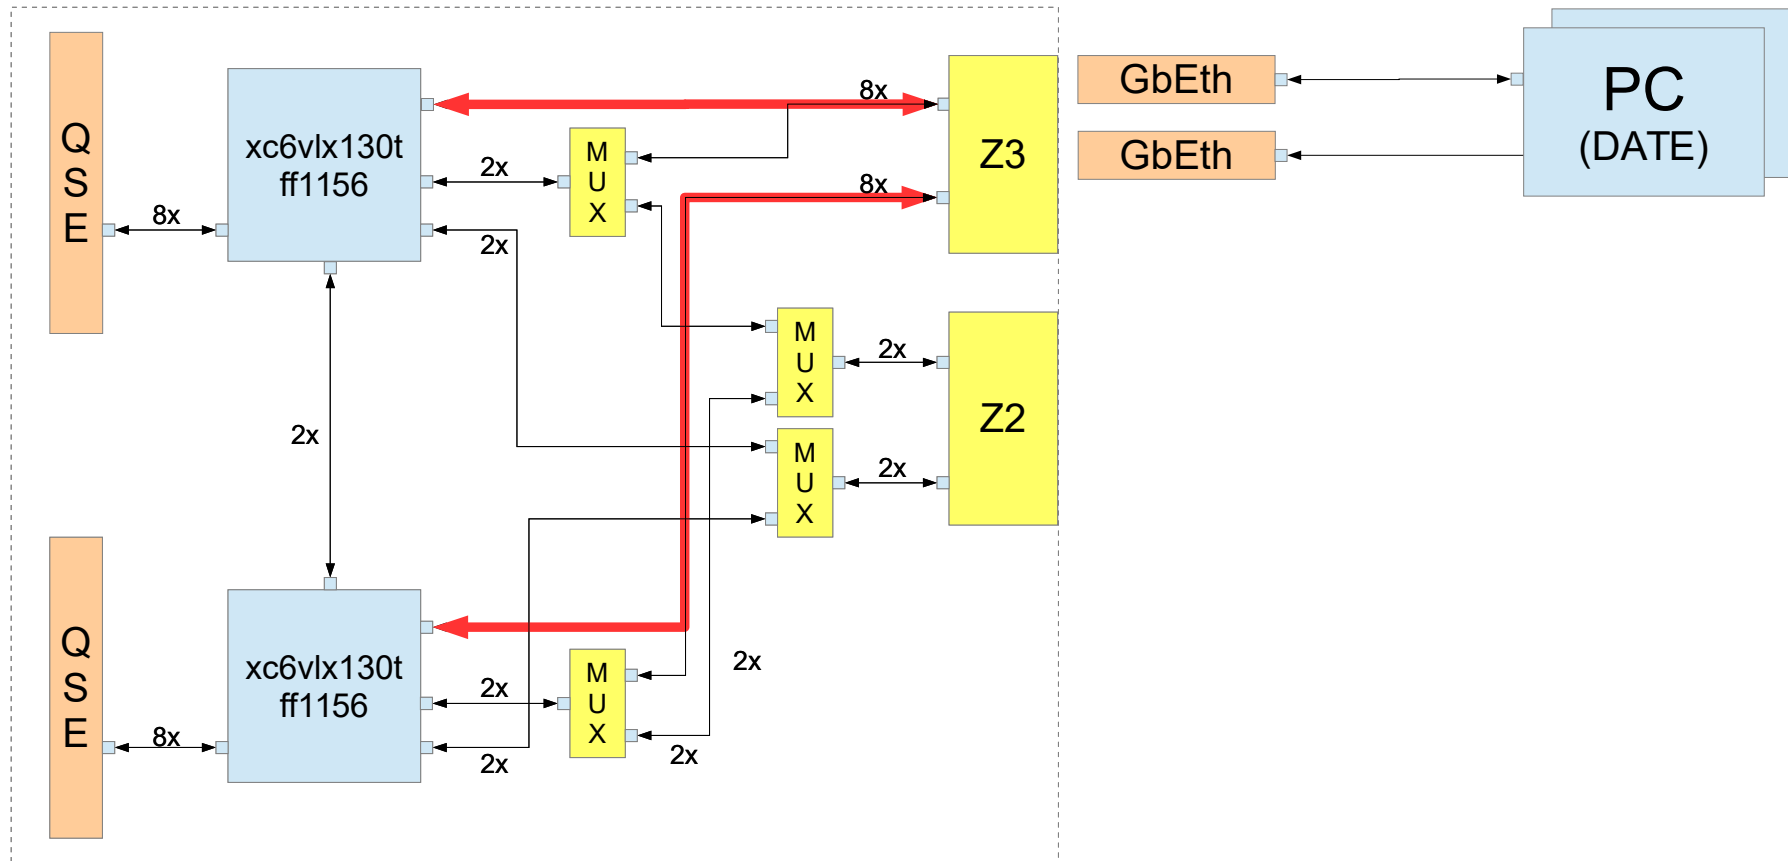 Q
S
E
8x
xc6vlx130t
ff1156
2x
2x
M
U
X
8x
8x
Z3
GbEth
GbEth
PC
(DATE)
2x
M
U
X
2x
M
U
X
2x
Z2
Q
S
E
8x
xc6vlx130t
ff1156
2x
2x
M
U
X
2x
2x